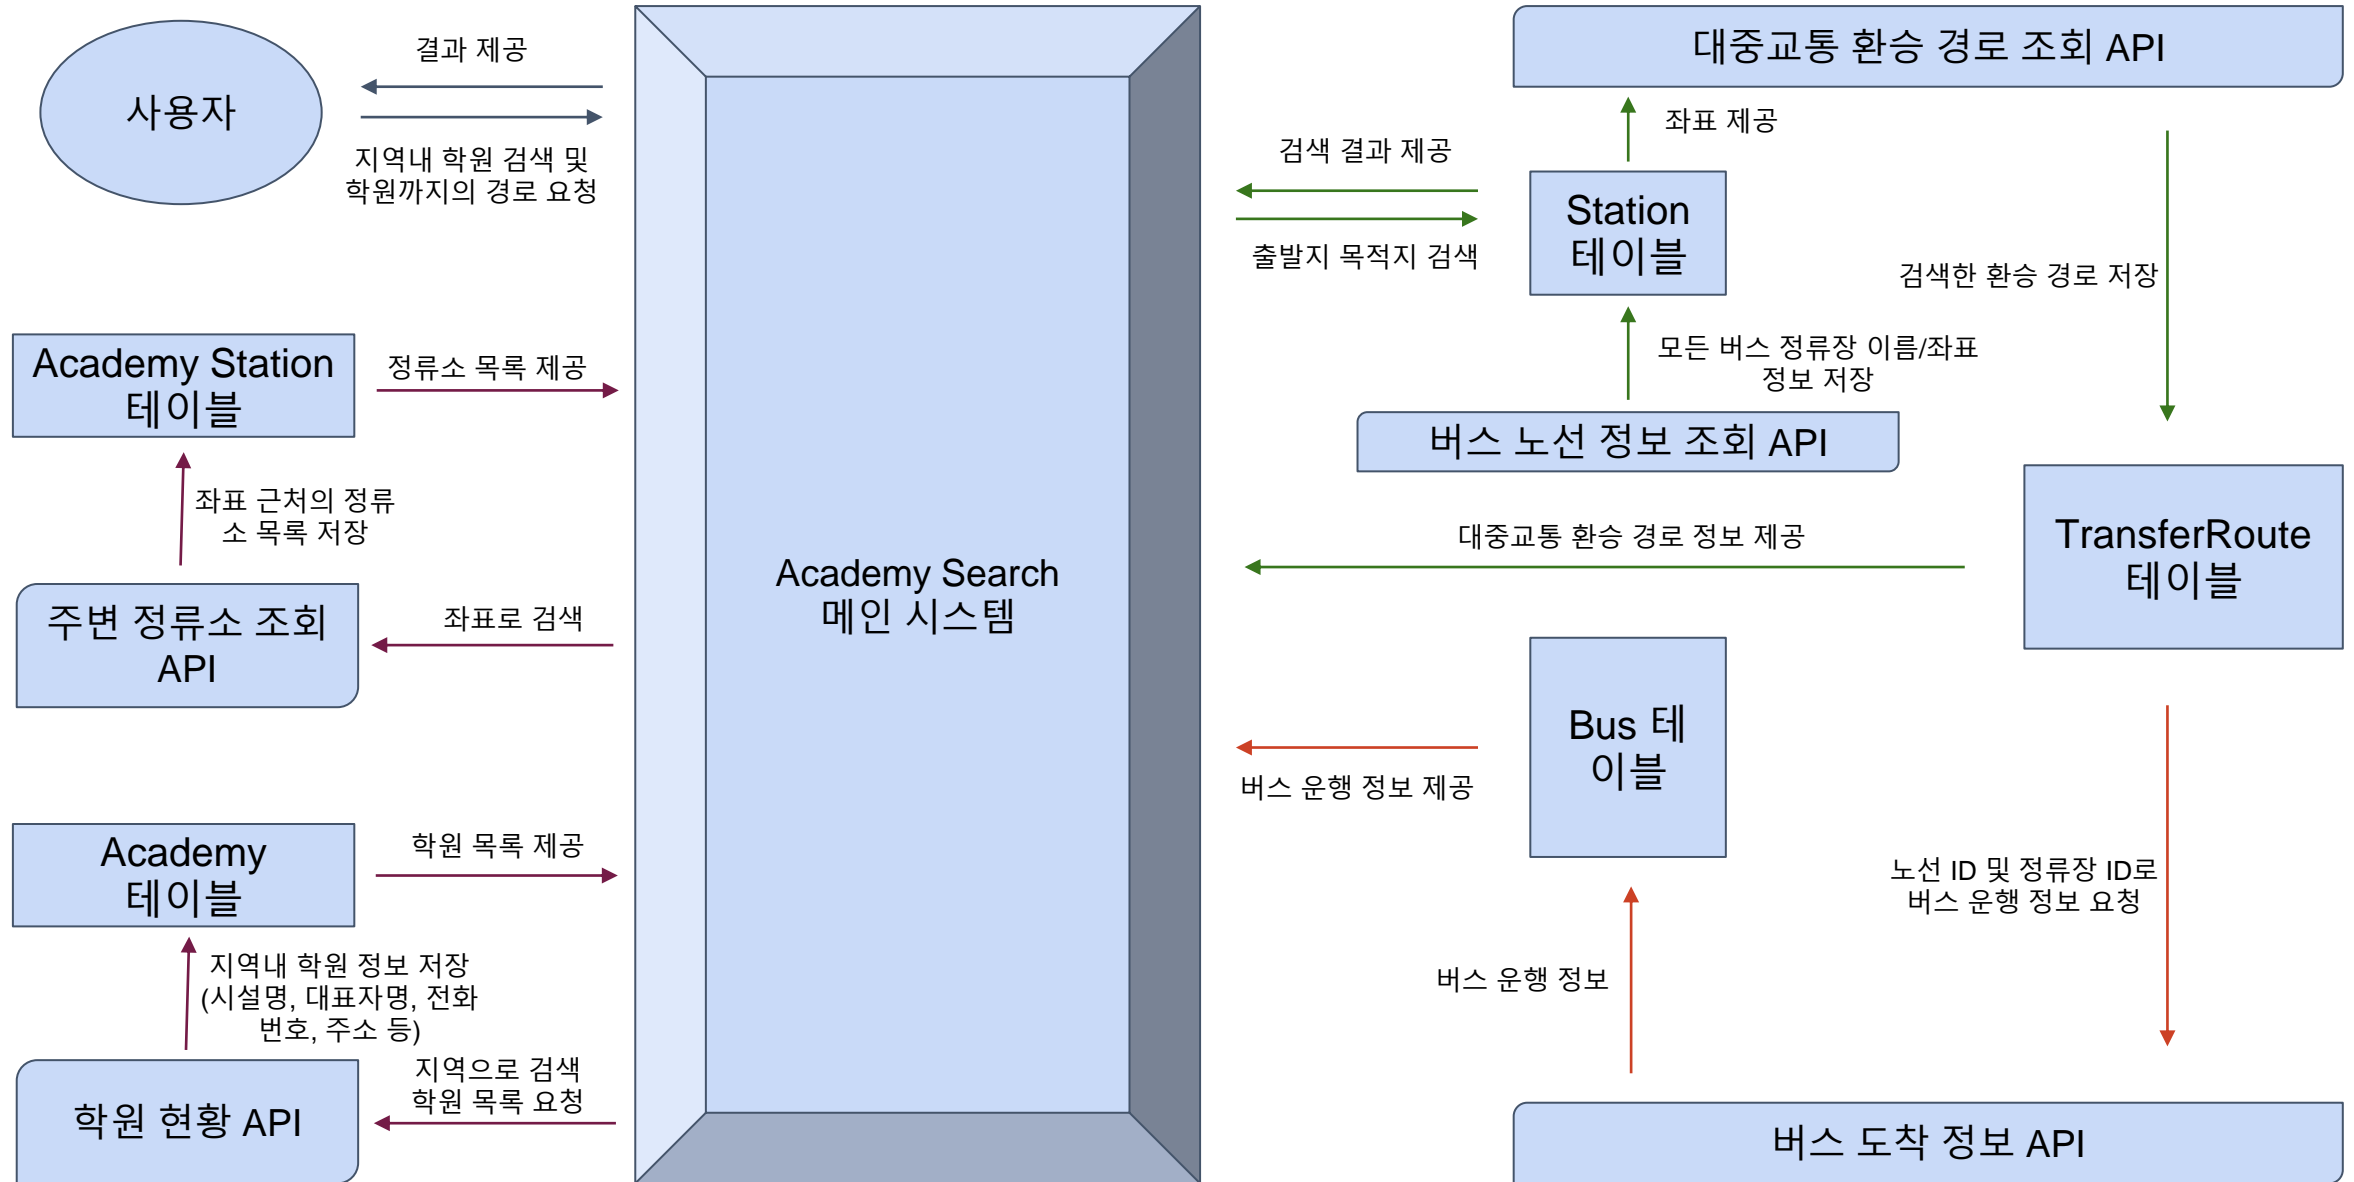 사용자
결과 제공
지역내 학원 검색 및
학원까지의 경로 요청
Academy Station
테이블
정류소 목록 제공
좌표 근처의 정류
소 목록 저장
주변 정류소 조회
API
좌표로 검색
Academy
테이블
학원 목록 제공
지역내 학원 정보 저장
(시설명, 대표자명, 전화
번호, 주소 등)
학원 현황 API
지역으로 검색
학원 목록 요청
Academy Search
메인 시스템
대중교통 환승 경로 조회 API
좌표 제공
검색 결과 제공
출발지 목적지 검색
Station
테이블
검색한 환승 경로 저장
모든 버스 정류장 이름/좌표
정보 저장
버스 노선 정보 조회 API
대중교통 환승 경로 정보 제공
TransferRoute
테이블
Bus 테
이블
버스 운행 정보 제공
노선 ID 및 정류장 ID로
버스 운행 정보 요청
버스 운행 정보
버스 도착 정보 API